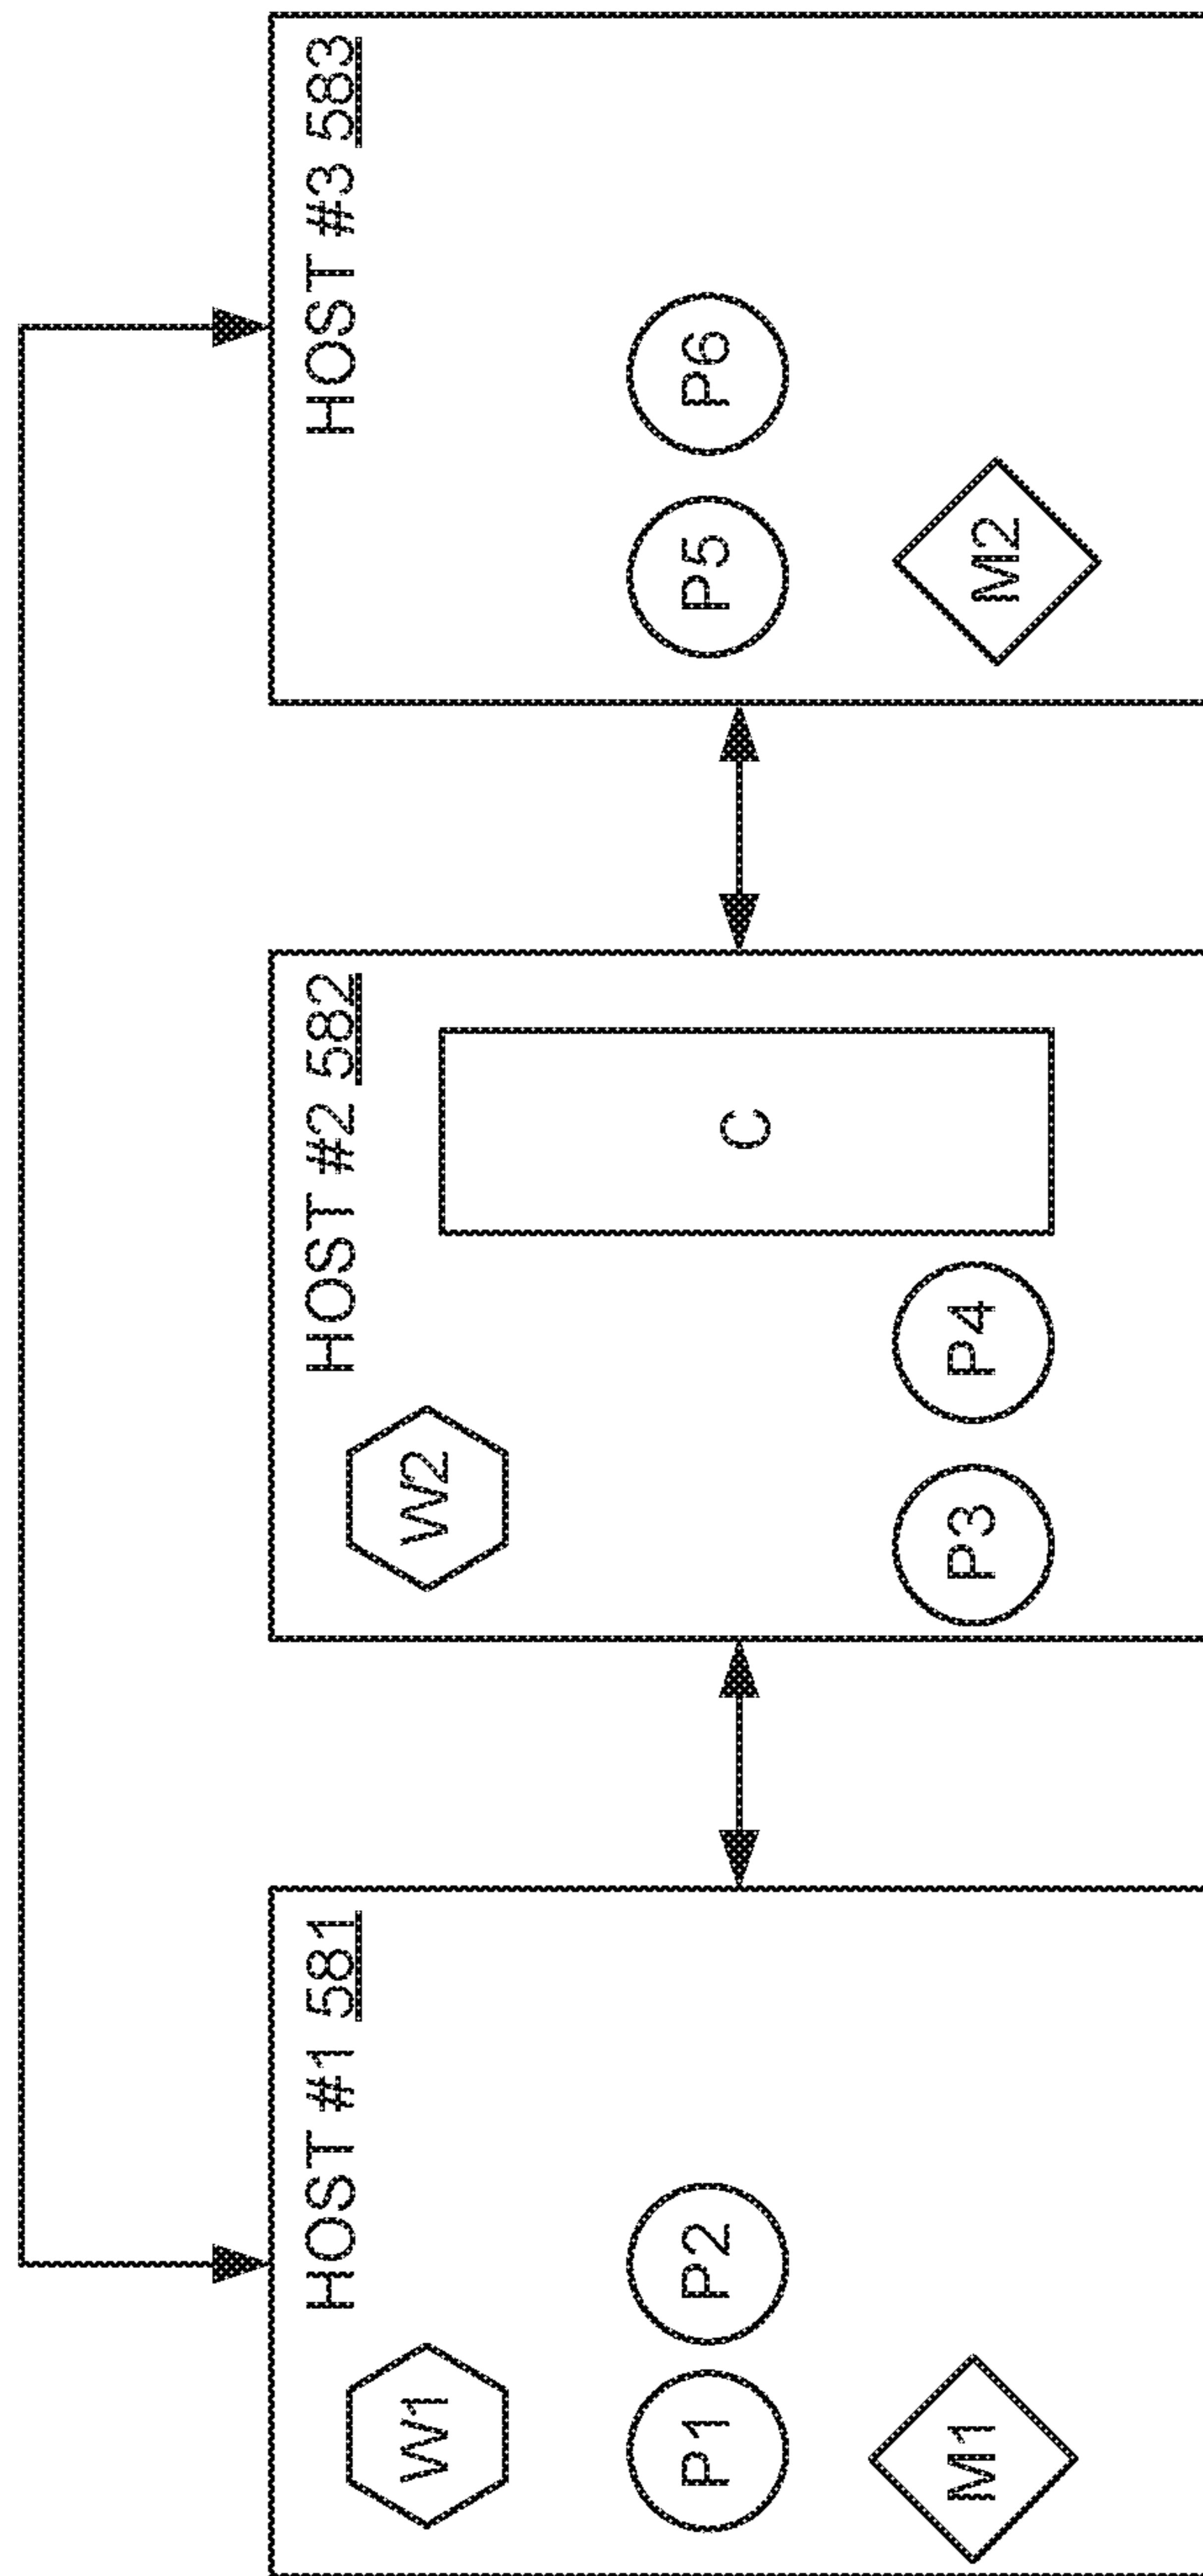 HOST #1 581
W1
P1 P2
M1
HOST #2 582
W2
C
P3 P4
HOST #3 583
P5 P6
M2